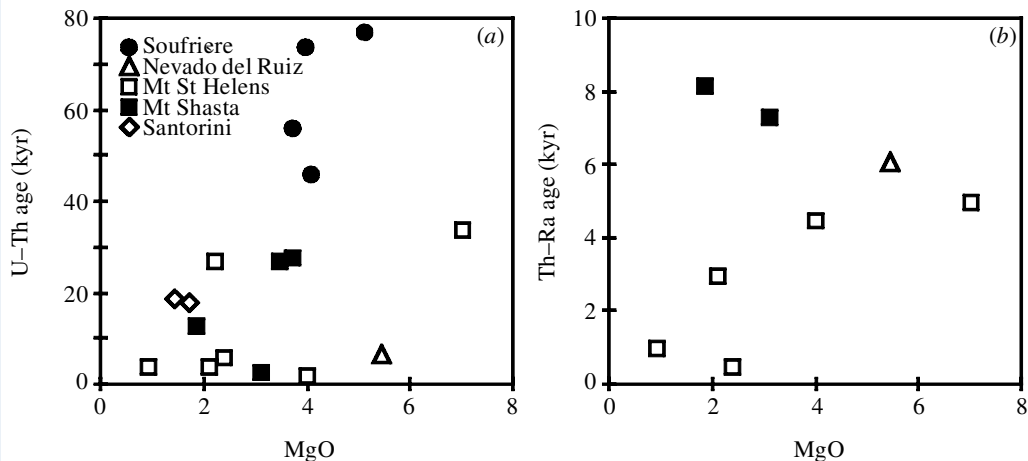 80
60
40
20
0
U–Th age (kyr)
(a)
Soufriere
Nevado del Ruiz
Mt St Helens
Mt Shasta
Santorini
0 2 4 6 8
MgO
10
8
6
4
2
0
Th–Ra age (kyr)
(b)
0 2 4 6 8
MgO